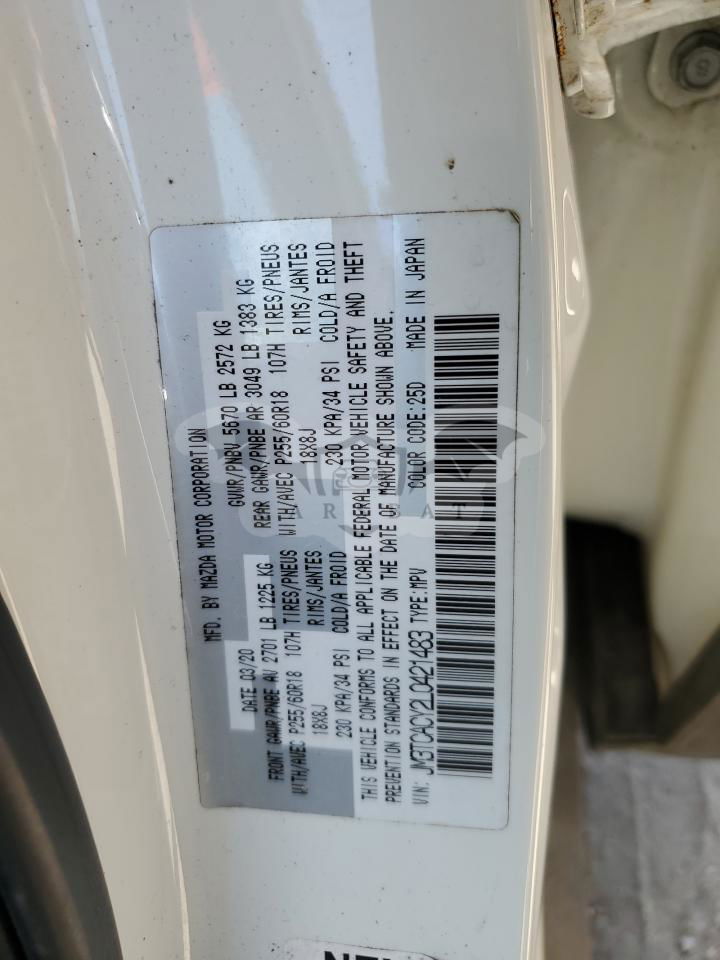 MFD. BY MAZDA MOTOR CORPORATION
DATE 03/20 GVWR/PNBV 5670 LB 2572 KG
FRONT GAWR/PNBE AV 2701 LB 1225 KG REAR GAWR/PNBE AR 3049 LB 1383 KG
WITH/AVEC P255/60R18 107H TIRES/PNEUS WITH/AVEC P255/60R18 107H TIRES/PNEUS
18X8J RIMS/JANTES 18X8J RIMS/JANTES
230 KPA/34 PSI COLD/A FROID 230 KPA/34 PSI COLD/A FROID
THIS VEHICLE CONFORMS TO ALL APPLICABLE FEDERAL MOTOR VEHICLE SAFETY AND THEFT
PREVENTION STANDARDS IN EFFECT ON THE DATE OF MANUFACTURE SHOWN ABOVE.
VIN: JM3TCACY2L0421483 TYPE:MPV COLOR CODE:25D MADE IN JAPAN